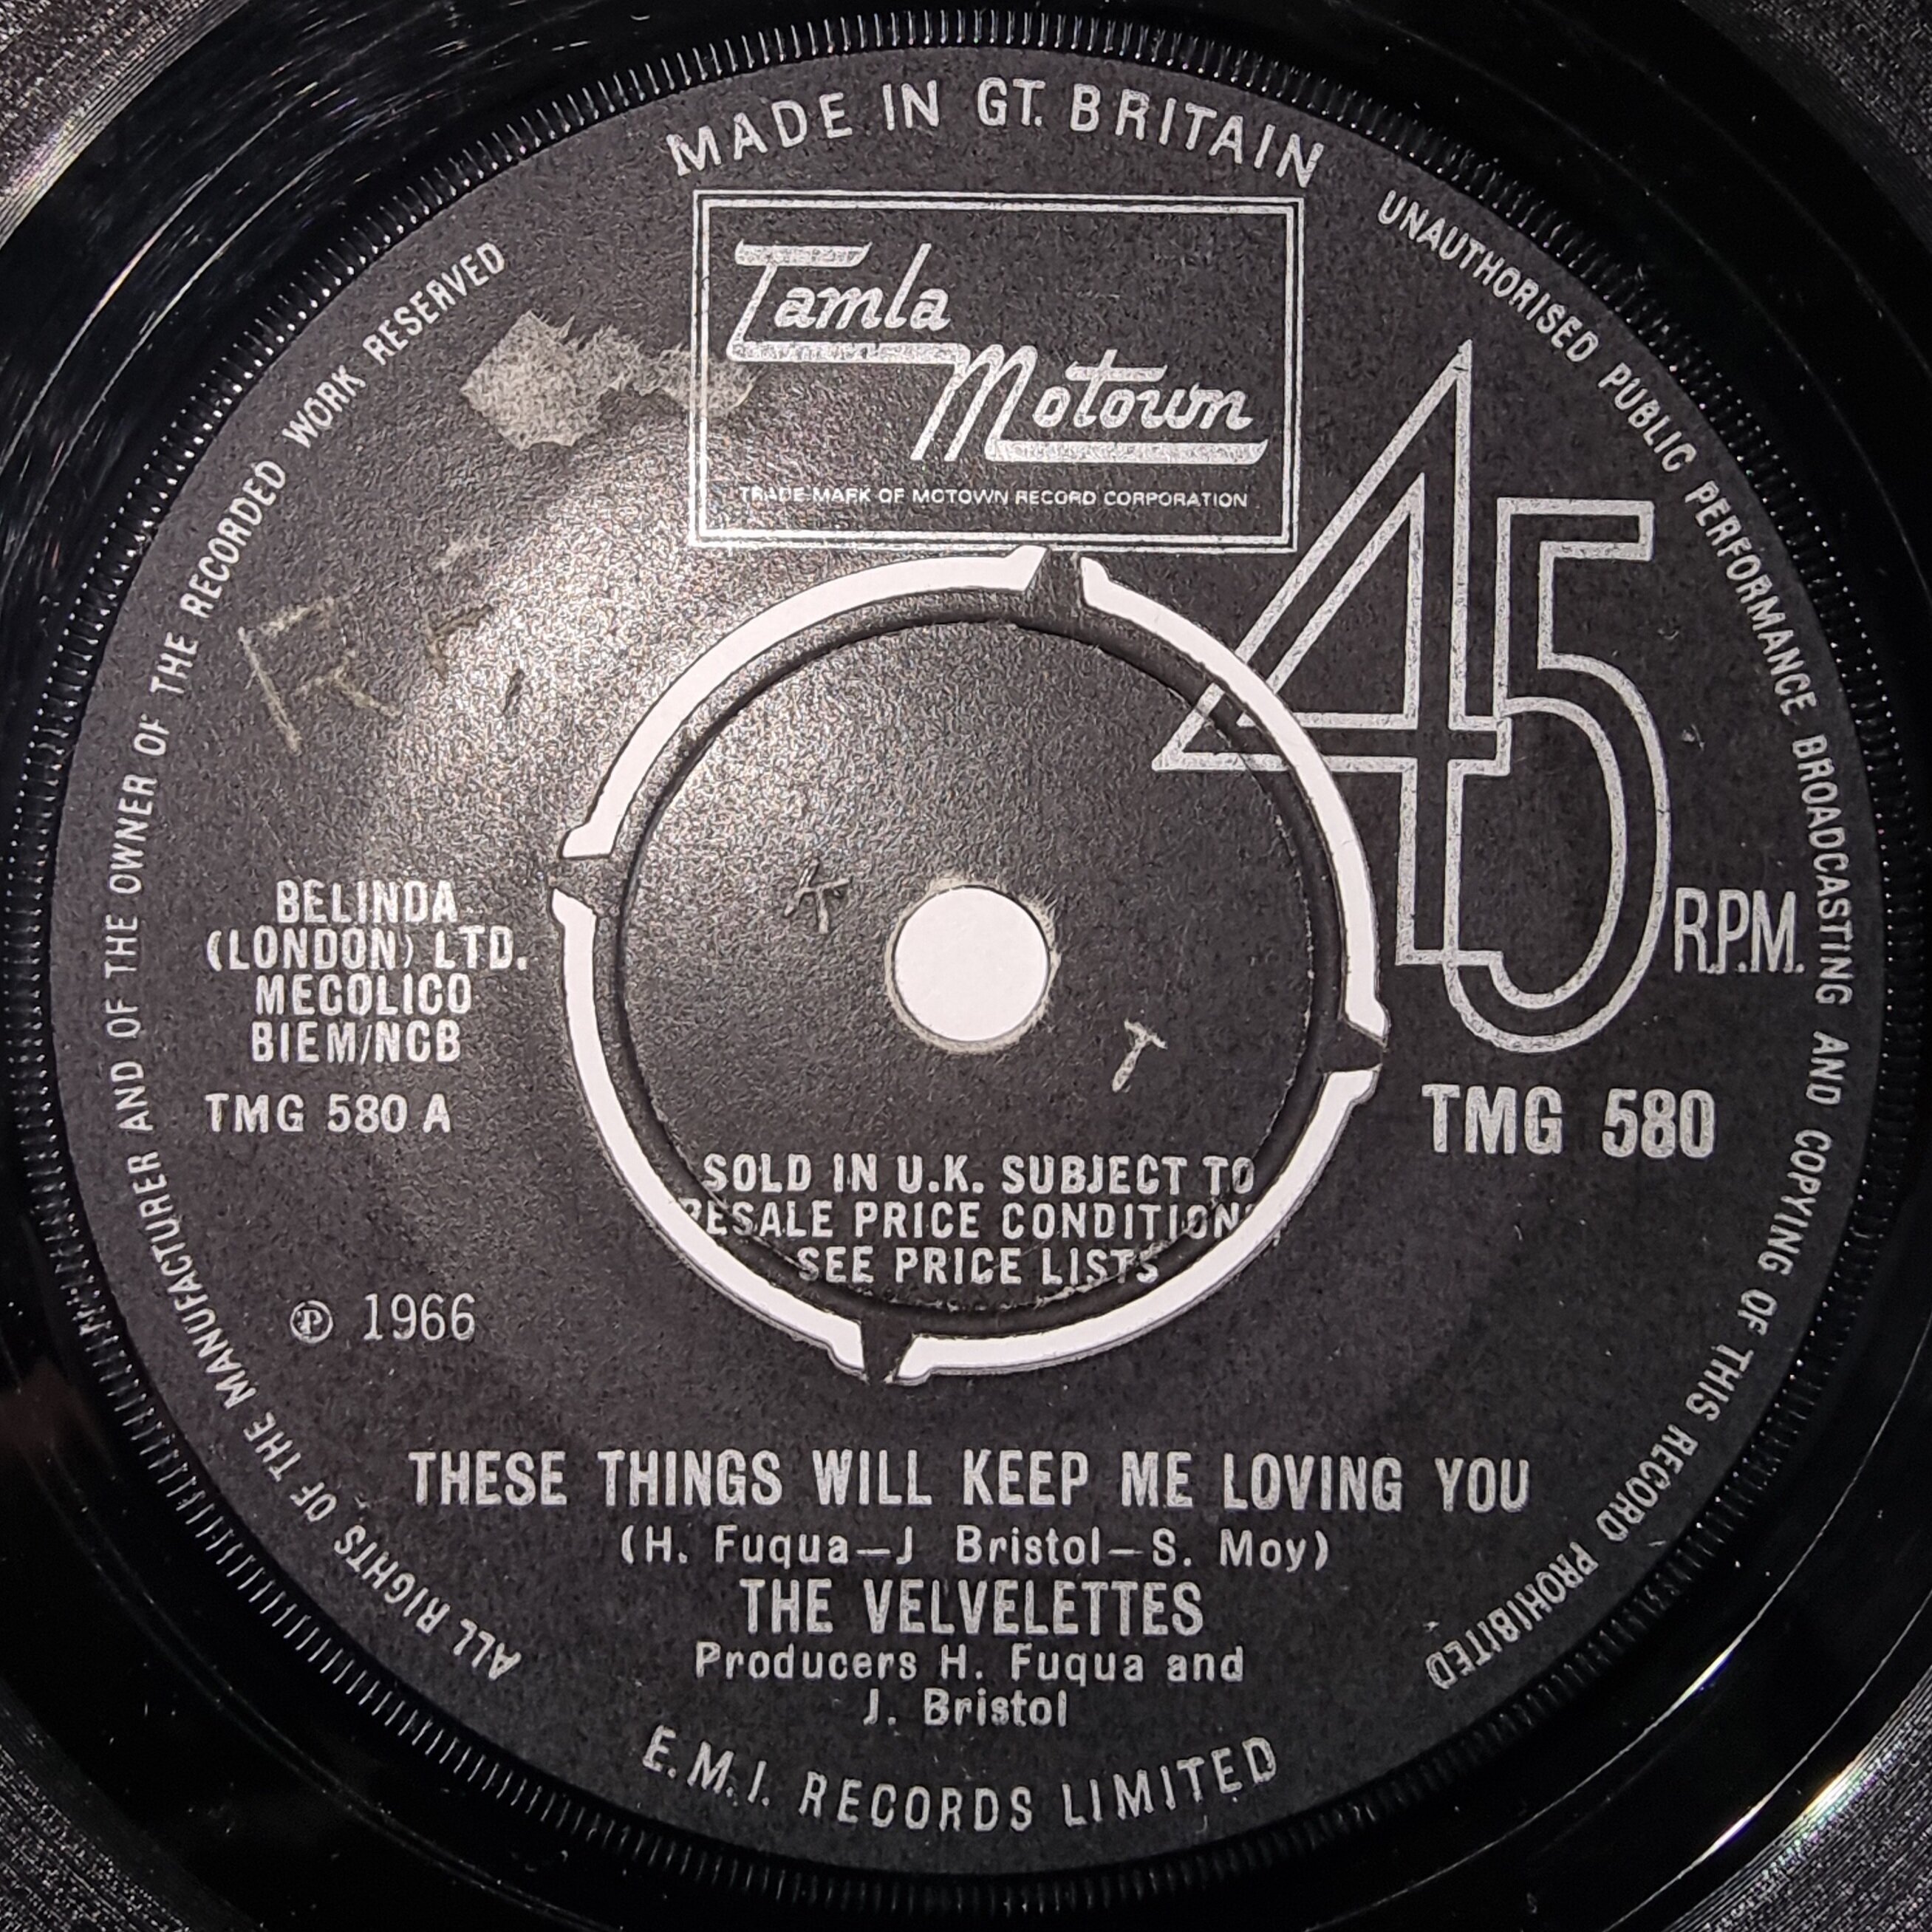 MADE IN GT. BRITAIN
UNAUTHORISED PUBLIC PERFORMANCE BROADCASTING AND COPYING OF THIS RECORD PROHIBITED
ALL RIGHTS OF THE MANUFACTURER AND OF THE OWNER OF THE RECORDED WORK RESERVED
Tamla
Motown
TRADE MARK OF MOTOWN RECORD CORPORATION
45
R.P.M.
BELINDA
(LONDON) LTD.
MECOLICO
BIEM/NCB
TMG 580 A
TMG 580
T
SOLD IN U.K. SUBJECT TO
RESALE PRICE CONDITIONS
SEE PRICE LISTS
℗ 1966
THESE THINGS WILL KEEP ME LOVING YOU
(H. Fuqua—J Bristol—S. Moy)
THE VELVELETTES
Producers H. Fuqua and
J. Bristol
E.M.I. RECORDS LIMITED